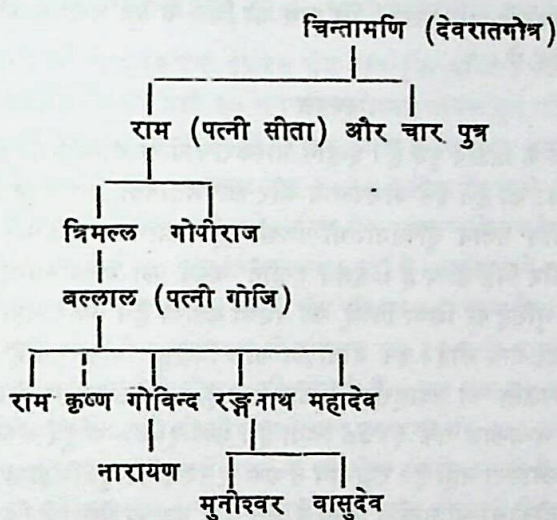 चिन्तामणि (देवरातगोत्र)
राम (पत्नी सीता) और चार पुत्र
त्रिमल्ल गोपीराज
बल्लाल (पत्नी गोजि)
राम कृष्ण गोविन्द रङ्गनाथ महादेव
नारायण
मुनीश्वर वासुदेव